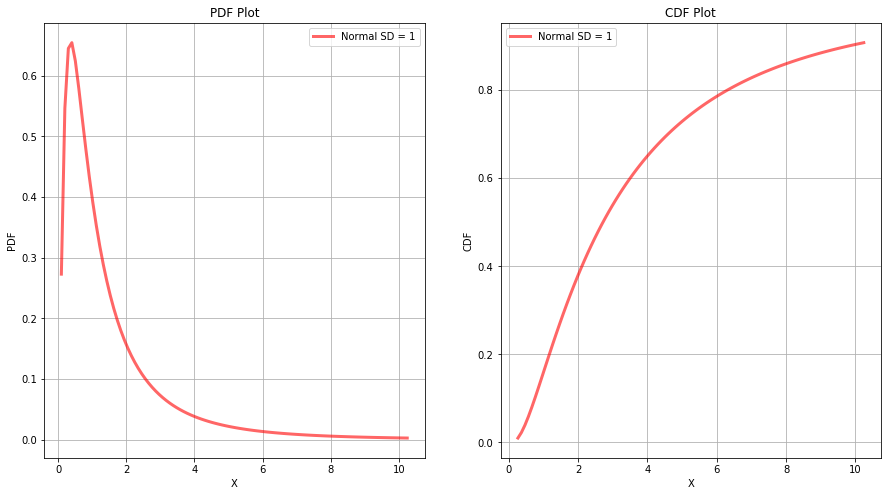 PDF Plot
Normal SD = 1
PDF
0.6
0.5
0.4
0.3
0.2
0.1
0.0
0 2 4 6 8 10
X
CDF Plot
Normal SD = 1
CDF
0.8
0.6
0.4
0.2
0.0
0 2 4 6 8 10
X